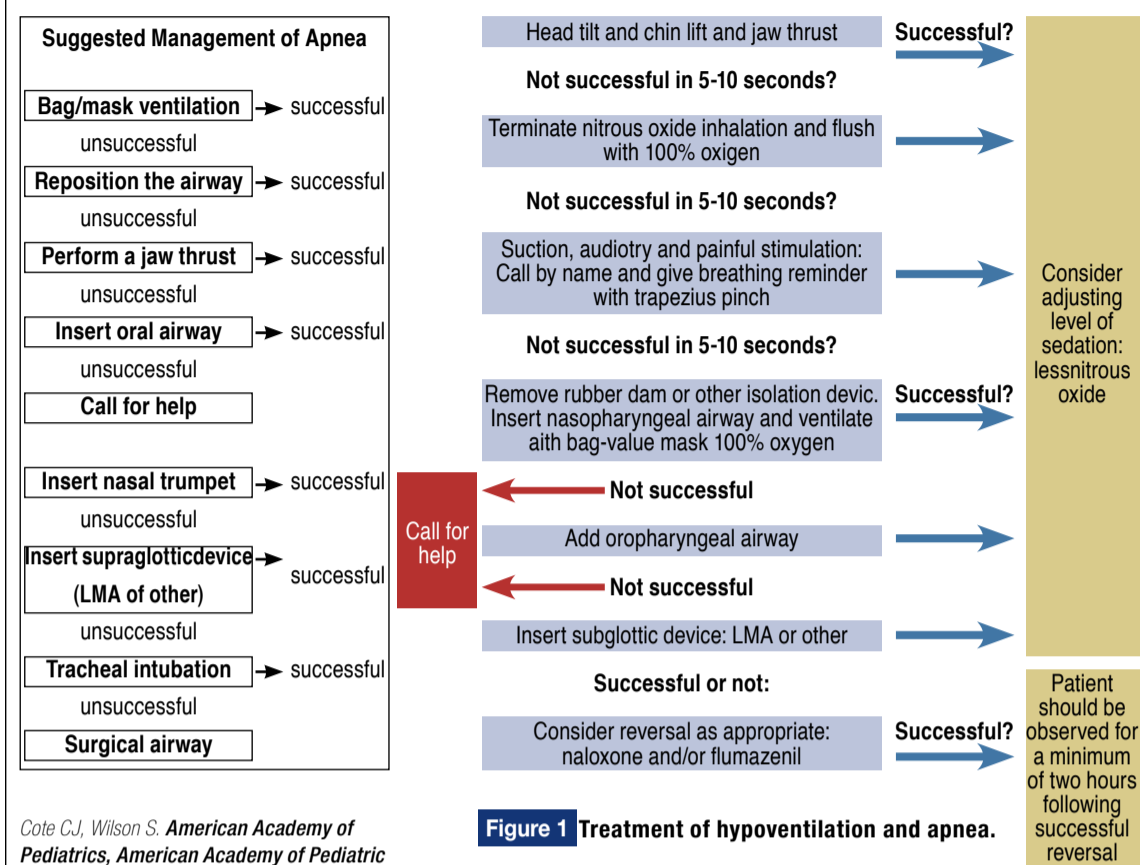 Suggested Management of Apnea
Bag/mask ventilation successful
unsuccessful
Reposition the airway successful
unsuccessful
Perform a jaw thrust successful
unsuccessful
Insert oral airway successful
unsuccessful
Call for help
Insert nasal trumpet successful
unsuccessful
Insert supraglotticdevice
(LMA of other)
successful
unsuccessful
Tracheal intubation successful
unsuccessful
Surgical airway
Cote CJ, Wilson S. American Academy of
Pediatrics, American Academy of Pediatric
Head tilt and chin lift and jaw thrust
Successful?
Not successful in 5-10 seconds?
Terminate nitrous oxide inhalation and flush
with 100% oxigen
Not successful in 5-10 seconds?
Suction, audiotry and painful stimulation:
Call by name and give breathing reminder
with trapezius pinch
Not successful in 5-10 seconds?
Remove rubber dam or other isolation devic.
Insert nasopharyngeal airway and ventilate
aith bag-value mask 100% oxygen
Successful?
Not successful
Call for
help
Add oropharyngeal airway
Not successful
Insert subglottic device: LMA or other
Successful or not:
Consider reversal as appropriate:
naloxone and/or flumazenil
Successful?
Consider
adjusting
level of
sedation:
lessnitrous
oxide
Patient
should be
observed for
a minimum
of two hours
following
successful
reversal
Figure 1 Treatment of hypoventilation and apnea.